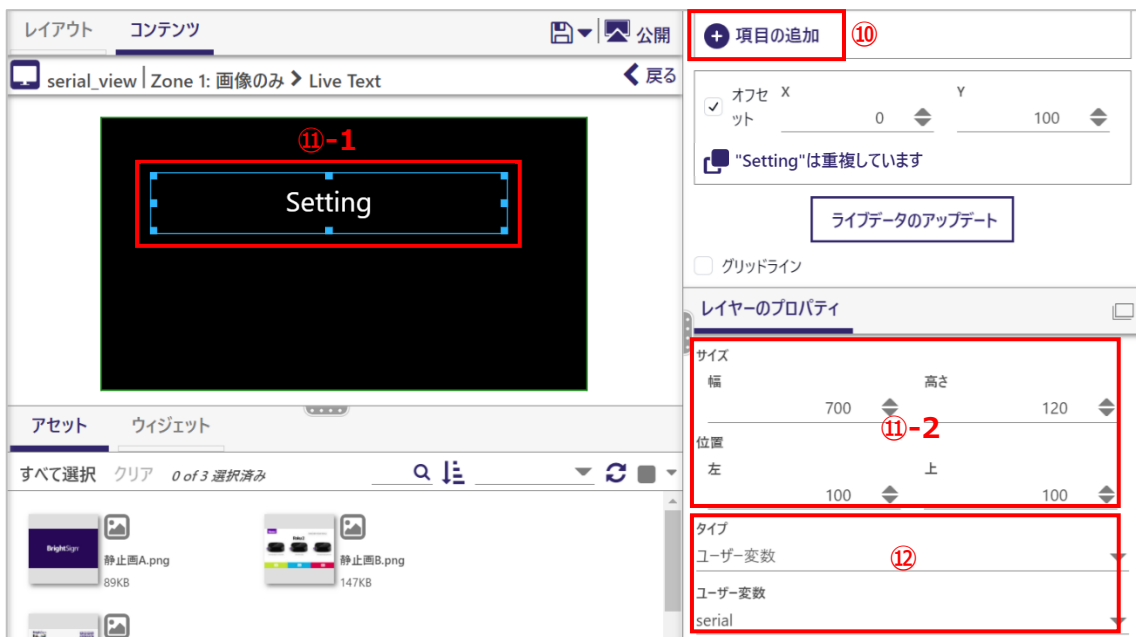 レイアウト コンテンツ 公開
serial_view Zone 1: 画像のみ Live Text 戻る
⑪-1
Setting
アセット ウィジェット
すべて選択 クリア 0 of 3 選択済み
BrightSign
静止画A.png
89KB
静止画B.png
147KB
項目の追加 ⑩
オフセット X Y
0 100
"Setting"は重複しています
ライブデータのアップデート
グリッドライン
レイヤーのプロパティ
サイズ
幅 高さ
700 120
⑪-2
位置
左 上
100 100
タイプ
ユーザー変数 ⑫
ユーザー変数
serial